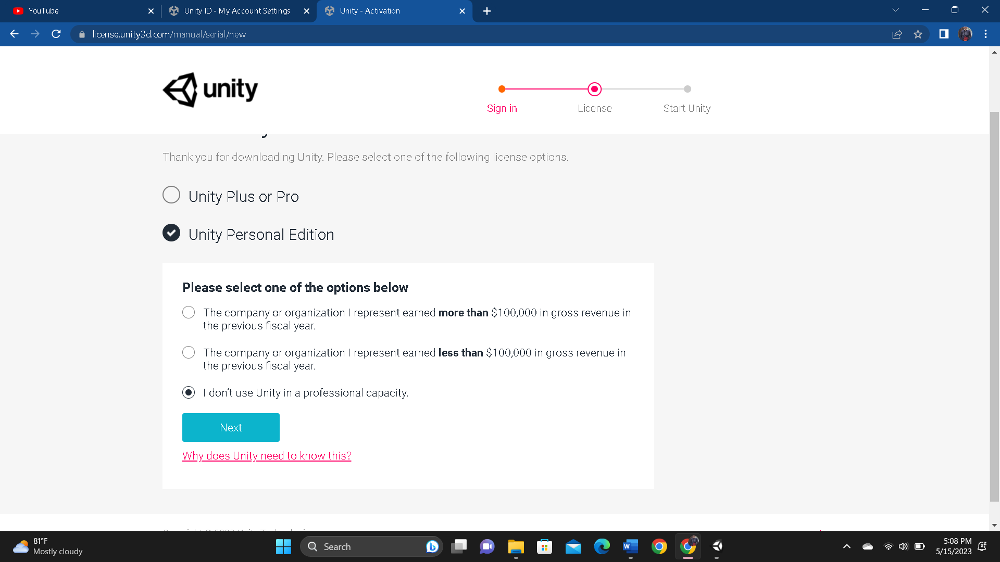 YouTube
Unity ID - My Account Settings
Unity - Activation
license.unity3d.com/manual/serial/new
unity
Sign in
License
Start Unity
Thank you for downloading Unity. Please select one of the following license options.
Unity Plus or Pro
Unity Personal Edition
Please select one of the options below
The company or organization I represent earned more than $100,000 in gross revenue in
the previous fiscal year.
The company or organization I represent earned less than $100,000 in gross revenue in
the previous fiscal year.
I don't use Unity in a professional capacity.
Next
Why does Unity need to know this?
81°F
Mostly cloudy
Search
5:08 PM
5/15/2023